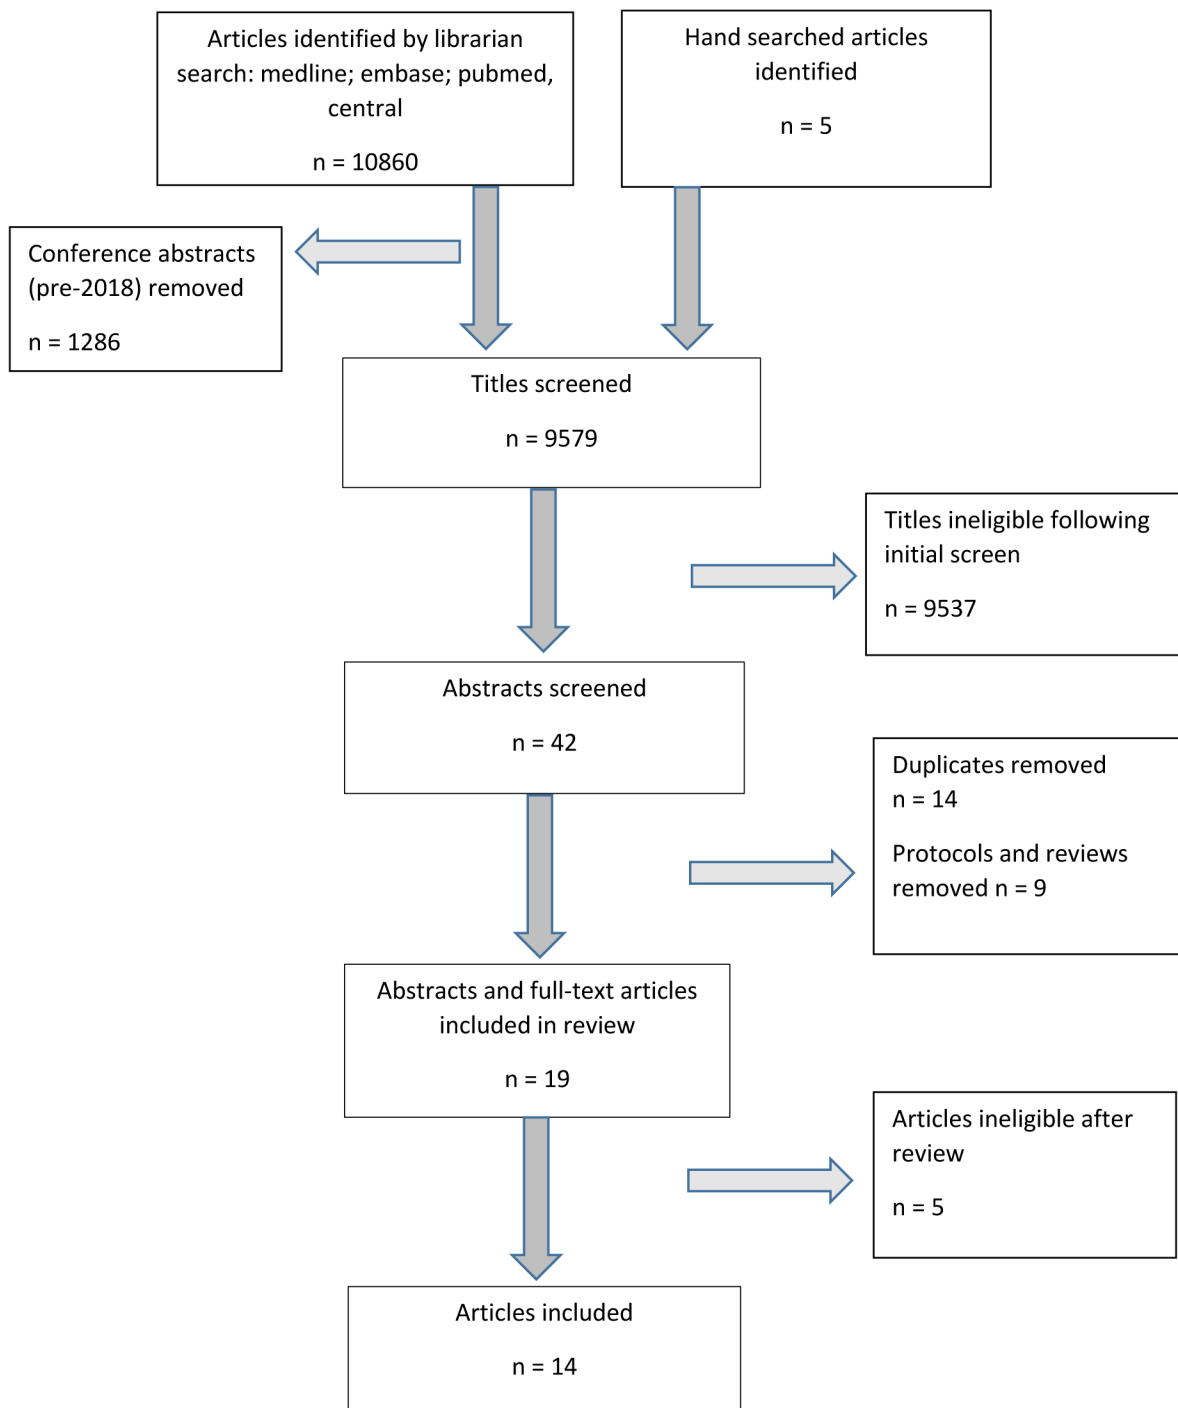 Articles identified by librarian
search: medline; embase; pubmed,
central
n = 10860
Hand searched articles
identified
n = 5
Conference abstracts
(pre-2018) removed
n = 1286
Titles screened
n = 9579
Titles ineligible following
initial screen
n = 9537
Abstracts screened
n = 42
Duplicates removed
n = 14
Protocols and reviews
removed n = 9
Abstracts and full-text articles
included in review
n = 19
Articles ineligible after
review
n = 5
Articles included
n = 14